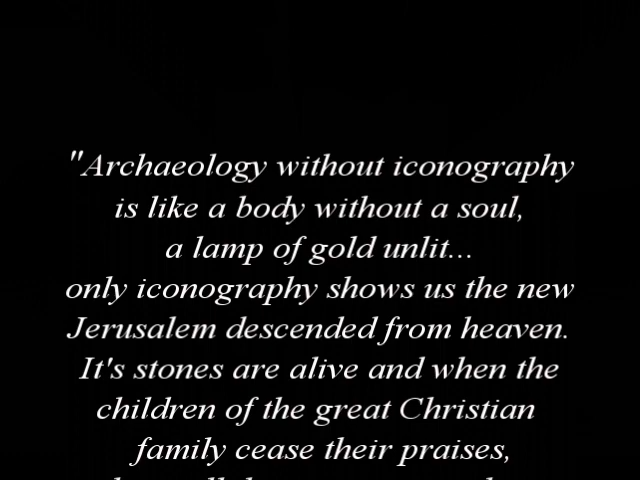 "Archaeology without iconography
is like a body without a soul,
a lamp of gold unlit...
only iconography shows us the new
Jerusalem descended from heaven.
It's stones are alive and when the
children of the great Christian
family cease their praises,